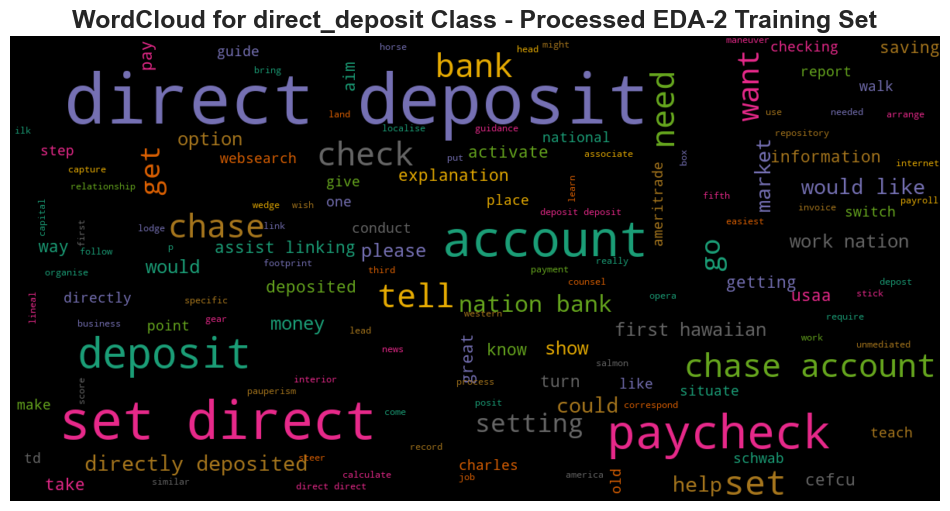 WordCloud for direct_deposit Class - Processed EDA-2 Training Set
direct deposit
bank
need
want
pay
guide
horse
head
might
maneuver
checking
saving
bring
aim
report
walk
land
use
needed
arrange
ilk
localise
guidance
national
repository
option
step
get
websearch
check
activate
associate
box
market
information
internet
capture
relationship
give
explanation
learn
ameritrade
fifth
would like
payroll
wedge
wish
one
place
invoice
switch
capital
first
lodge
link
chase
conduct
deposit deposit
easiest
way
follow
p
assist linking
please
account
really
go
work nation
organise
would
footprint
third
payment
counsel
getting
depost
lineal
directly
specific
deposited
tell
nation bank
opera
usaa
stick
business
point
gear
money
lead
western
first hawaiian
require
work
unmediated
deposit
news
great
know
show
salmon
chase account
interior
process
turn
like
situate
make
score
pauperism
posit
could
correspond
set direct
come
setting
paycheck
teach
td
directly deposited
steer
record
charles
schwab
take
similar
calculate
direct direct
job
america
old
help
set
cefcu